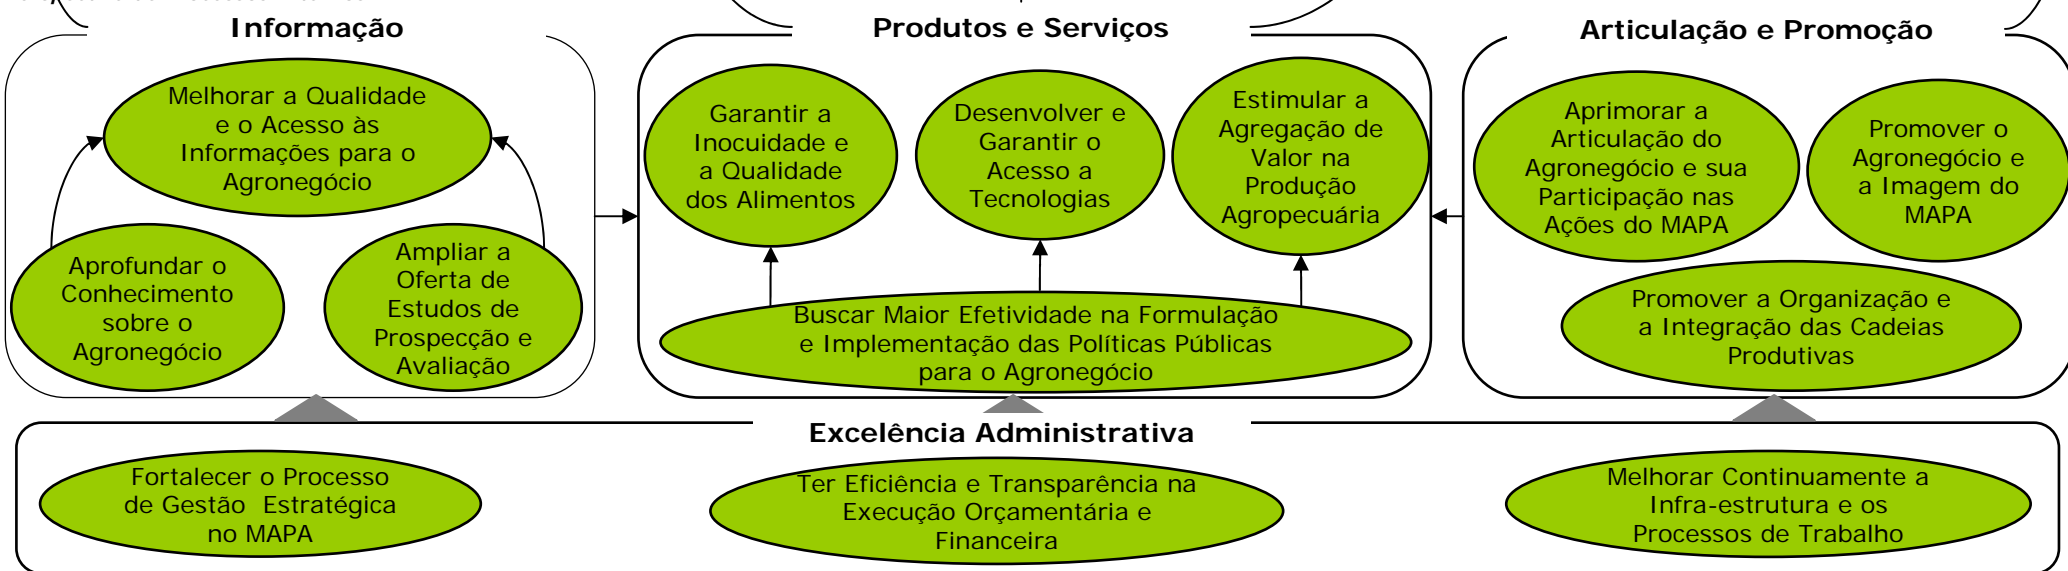 Informação
Melhorar a Qualidade
e o Acesso às
Informações para o
Agronegócio
Aprofundar o
Conhecimento
sobre o
Agronegócio
Ampliar a
Oferta de
Estudos de
Prospecção e
Avaliação
Produtos e Serviços
Garantir a
Inocuidade e
a Qualidade
dos Alimentos
Desenvolver e
Garantir o
Acesso a
Tecnologias
Estimular a
Agregação de
Valor na
Produção
Agropecuária
Buscar Maior Efetividade na Formulação
e Implementação das Políticas Públicas
para o Agronegócio
Articulação e Promoção
Aprimorar a
Articulação do
Agronegócio e sua
Participação nas
Ações do MAPA
Promover o
Agronegócio e
a Imagem do
MAPA
Promover a Organização e
a Integração das Cadeias
Produtivas
Excelência Administrativa
Fortalecer o Processo
de Gestão Estratégica
no MAPA
Ter Eficiência e Transparência na
Execução Orçamentária e
Financeira
Melhorar Continuamente a
Infra-estrutura e os
Processos de Trabalho